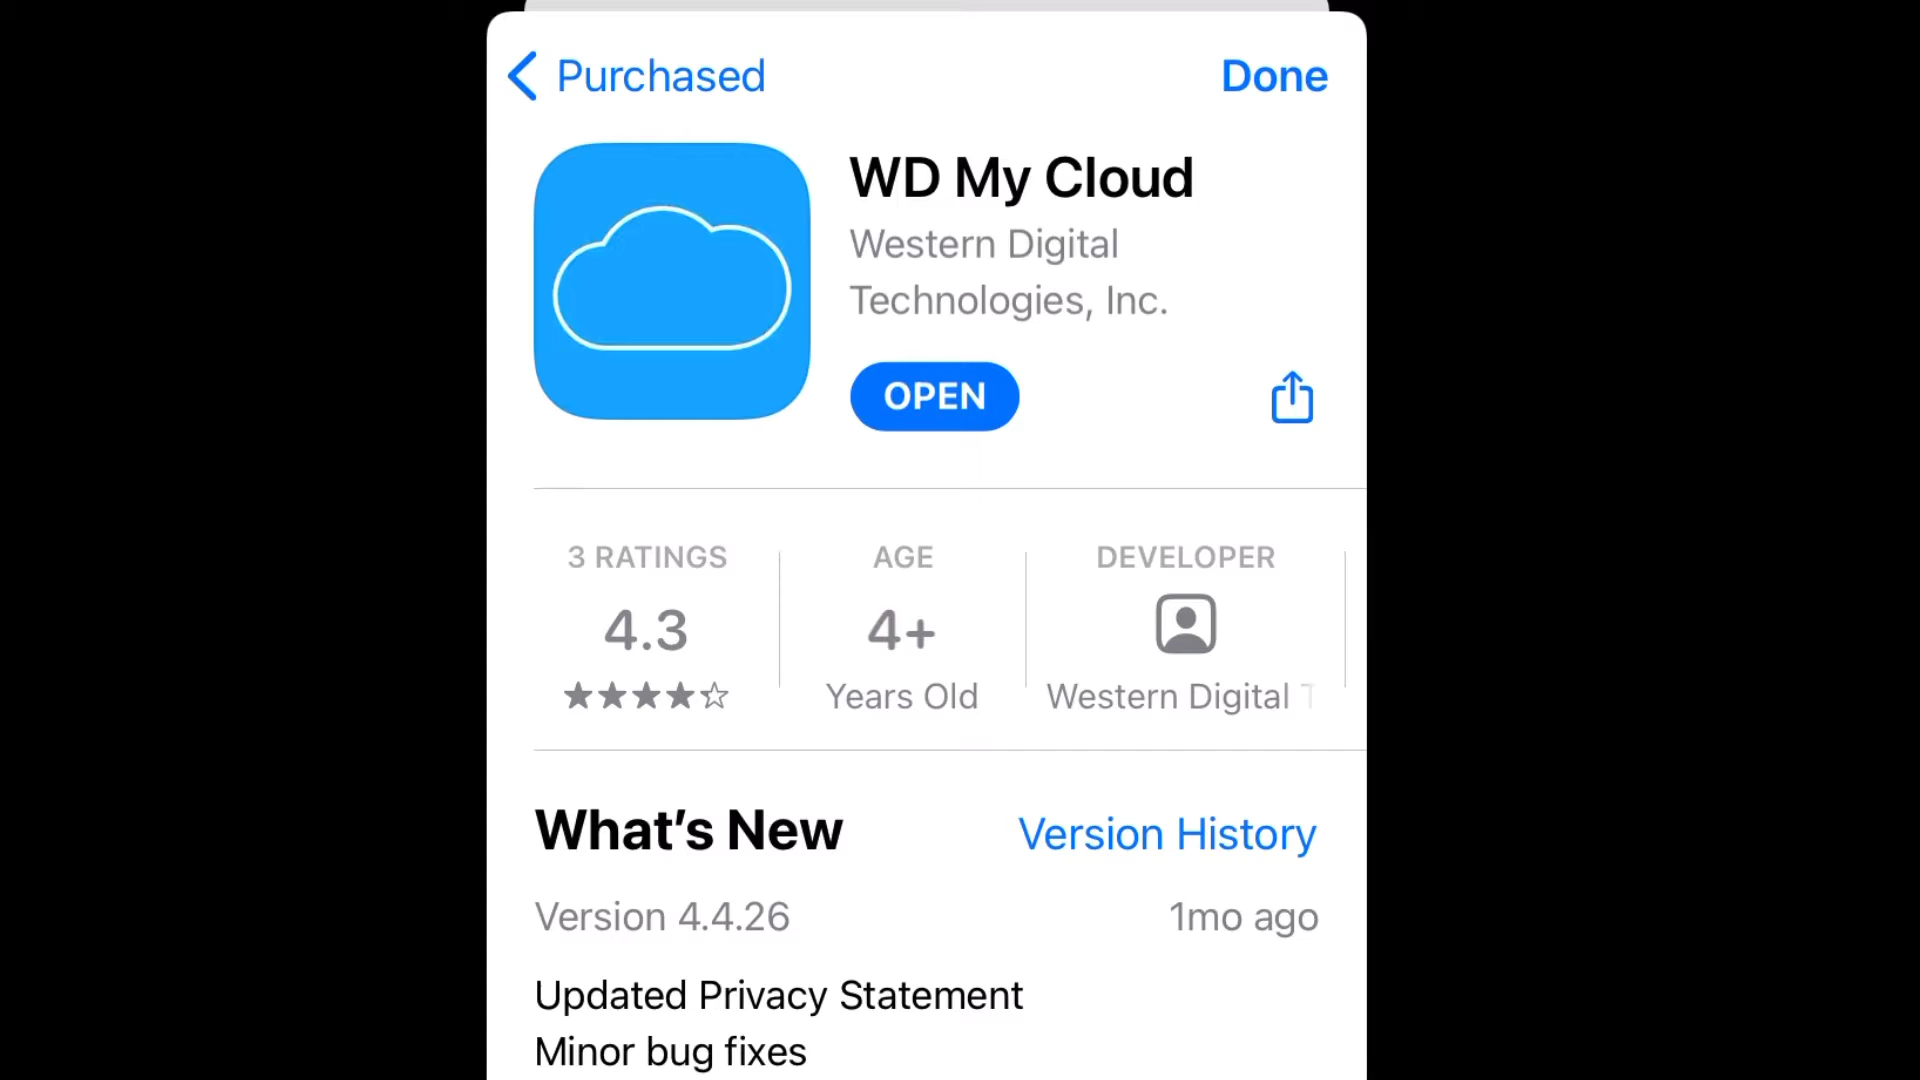 Purchased
Done
WD My Cloud
Western Digital
Technologies, Inc.
OPEN
3 RATINGS
AGE
DEVELOPER
4.3
4+
Years Old
Western Digital T
What's New
Version History
Version 4.4.26
1mo ago
Updated Privacy Statement
Minor bug fixes